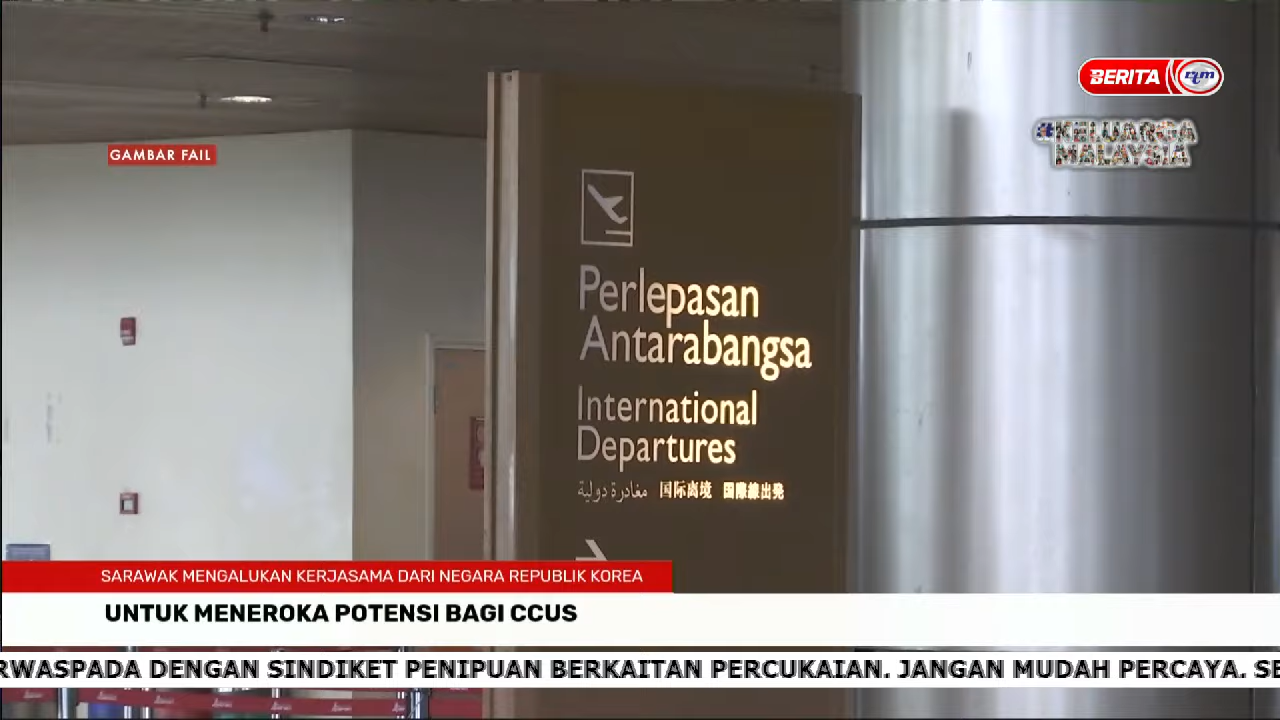 BERITA rtm
#KELUARGA
MALAYSIA
GAMBAR FAIL
Perlepasan
Antarabangsa
International
Departures
مغادرة دولية 国际离境 国際線出発
SARAWAK MENGALUKAN KERJASAMA DARI NEGARA REPUBLIK KOREA
UNTUK MENEROKA POTENSI BAGI CCUS
RWASPADA DENGAN SINDIKET PENIPUAN BERKAITAN PERCUKAIAN. JANGAN MUDAH PERCAYA. SE